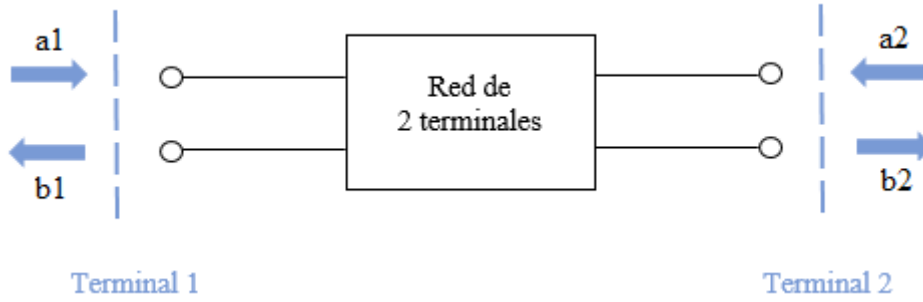 a1
a2
Red de
2 terminales
b1
b2
Terminal 1
Terminal 2